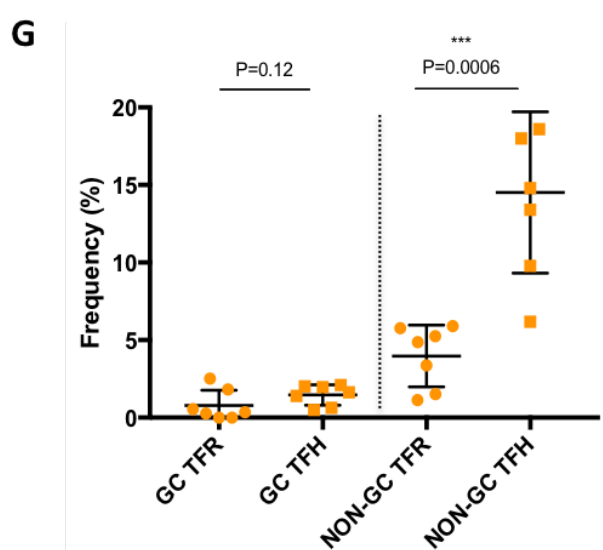 G
***
P=0.12
P=0.0006
20
15
10
5
0
Frequency (%)
GC TFR
GC TFH
NON-GC TFR
NON-GC TFH